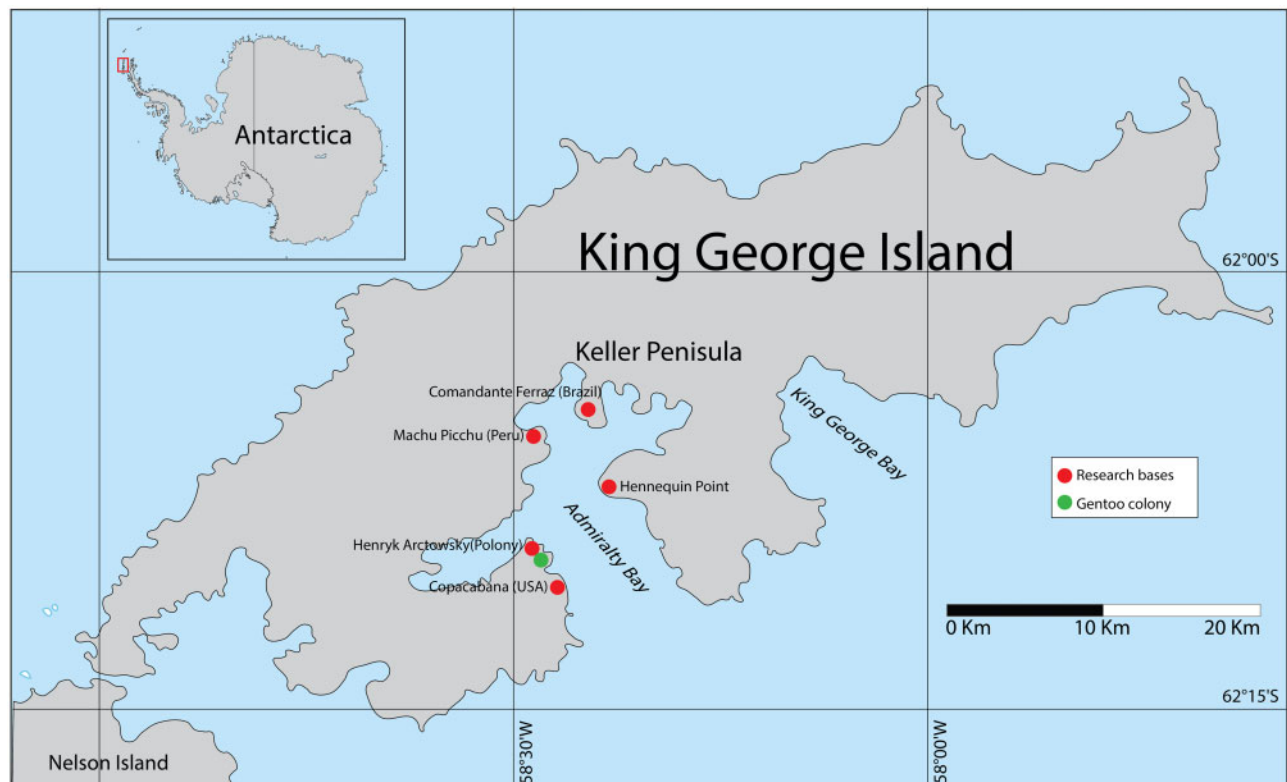 Antarctica
King George Island
62°00'S
Keller Penisula
Comandante Ferraz (Brazil)
King George Bay
Machu Picchu (Peru)
Research bases
Hennequin Point
Gentoo colony
Admiralty Bay
Henryk Arctowsky(Polony)
Copacabana (USA)
0 Km 10 Km 20 Km
62°15'S
58°30'W
58°00'W
Nelson Island